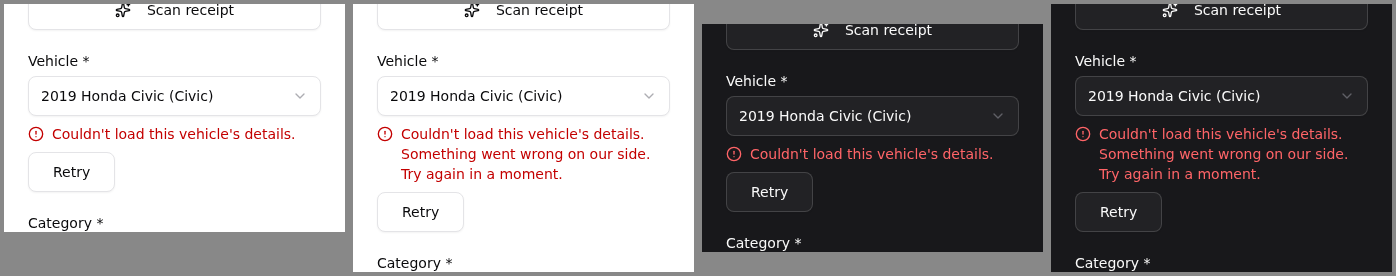 Scan receipt
Vehicle *
2019 Honda Civic (Civic)
Couldn't load this vehicle's details.
Retry
Category *
Scan receipt
Vehicle *
2019 Honda Civic (Civic)
Couldn't load this vehicle's details.
Something went wrong on our side.
Try again in a moment.
Retry
Category *
Scan receipt
Vehicle *
2019 Honda Civic (Civic)
Couldn't load this vehicle's details.
Retry
Category *
Scan receipt
Vehicle *
2019 Honda Civic (Civic)
Couldn't load this vehicle's details.
Something went wrong on our side.
Try again in a moment.
Retry
Category *